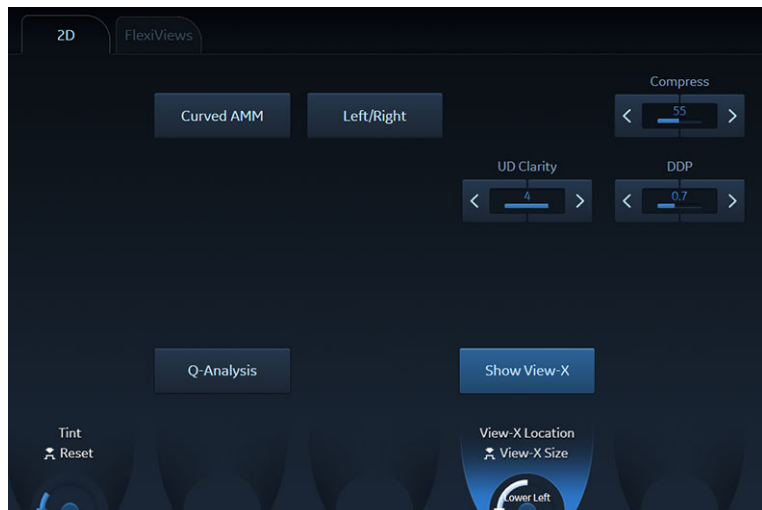 2D
FlexiViews
Compress
Curved AMM
Left/Right
55
UD Clarity
DDP
4
0.7
Q-Analysis
Show View-X
Tint
Reset
View-X Location
View-X Size
Lower Left